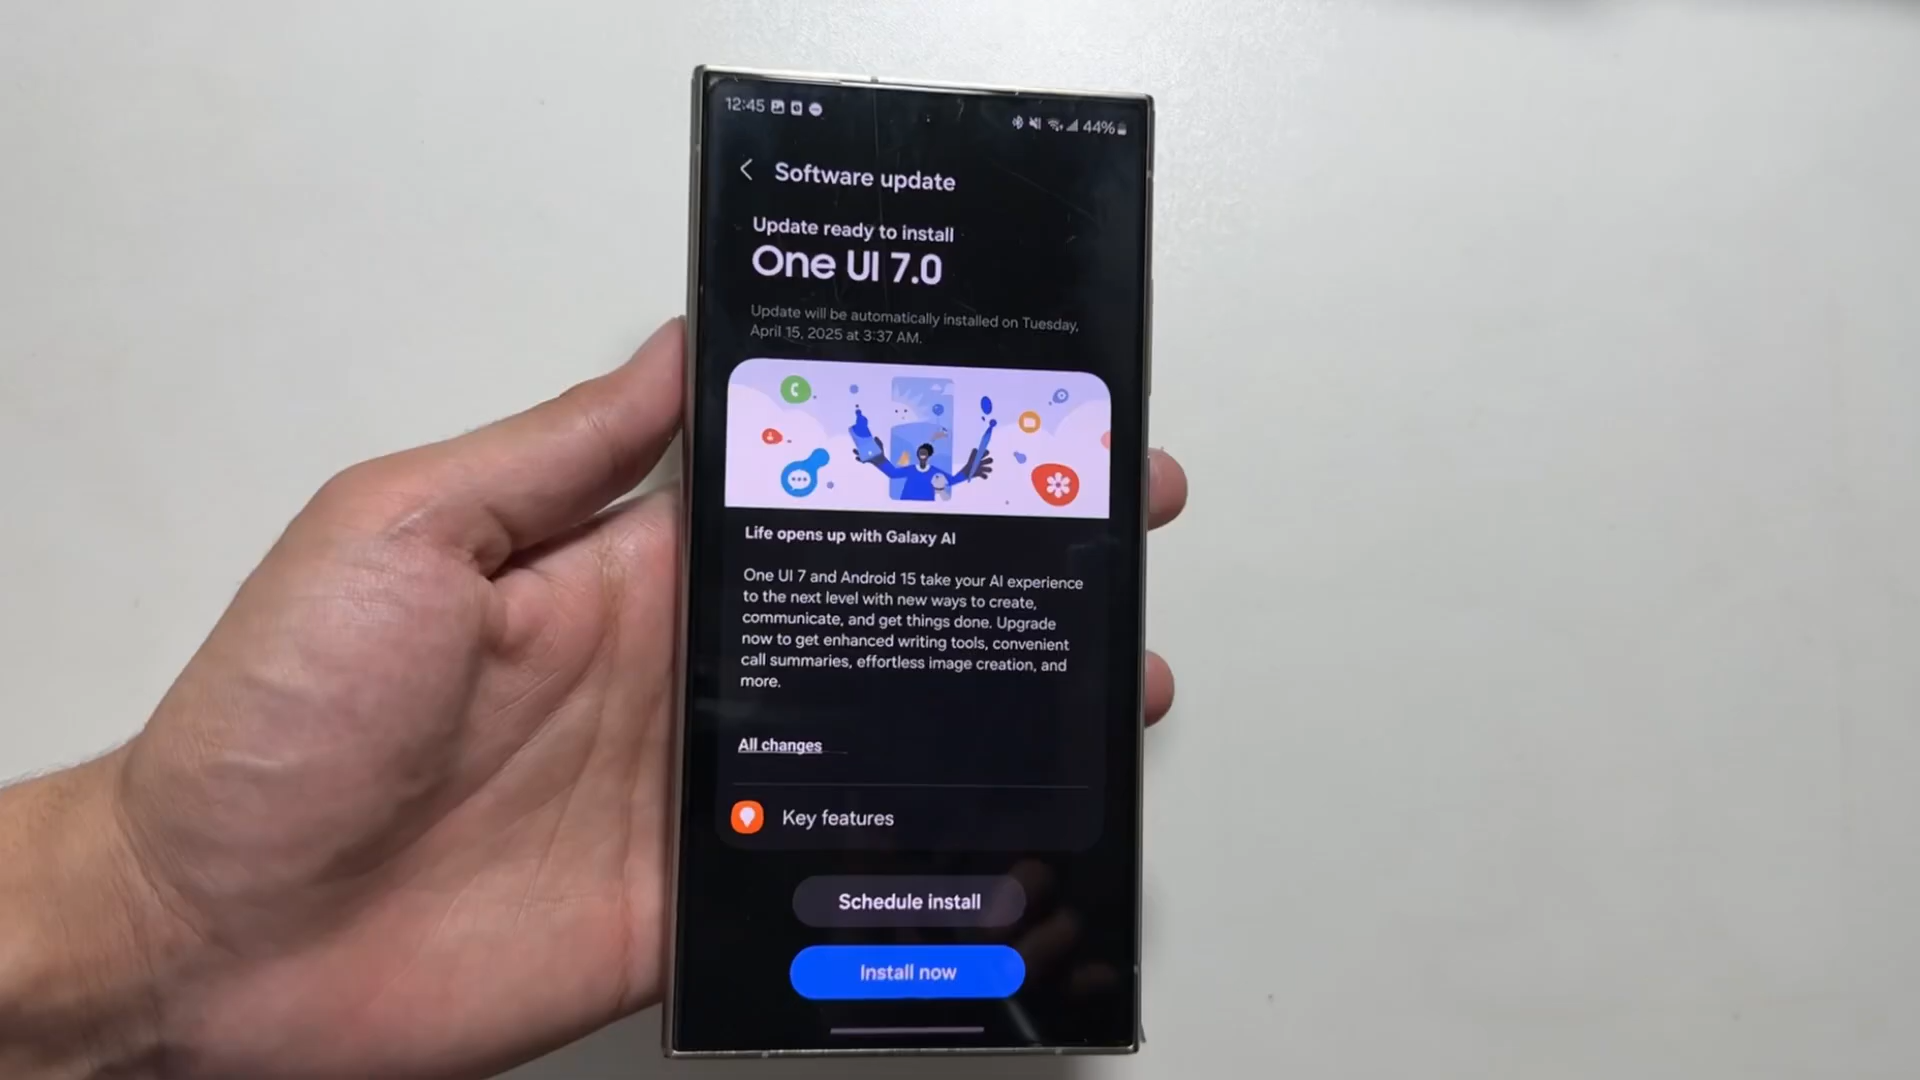 12:45
44%
Software update
Update ready to install
One UI 7.0
Update will be automatically installed on Tuesday,
April 15, 2025 at 3:37 AM.
Life opens up with Galaxy AI
One UI 7 and Android 15 take your AI experience
to the next level with new ways to create,
communicate, and get things done. Upgrade
now to get enhanced writing tools, convenient
call summaries, effortless image creation, and
more.
All changes
Key features
Schedule install
Install now